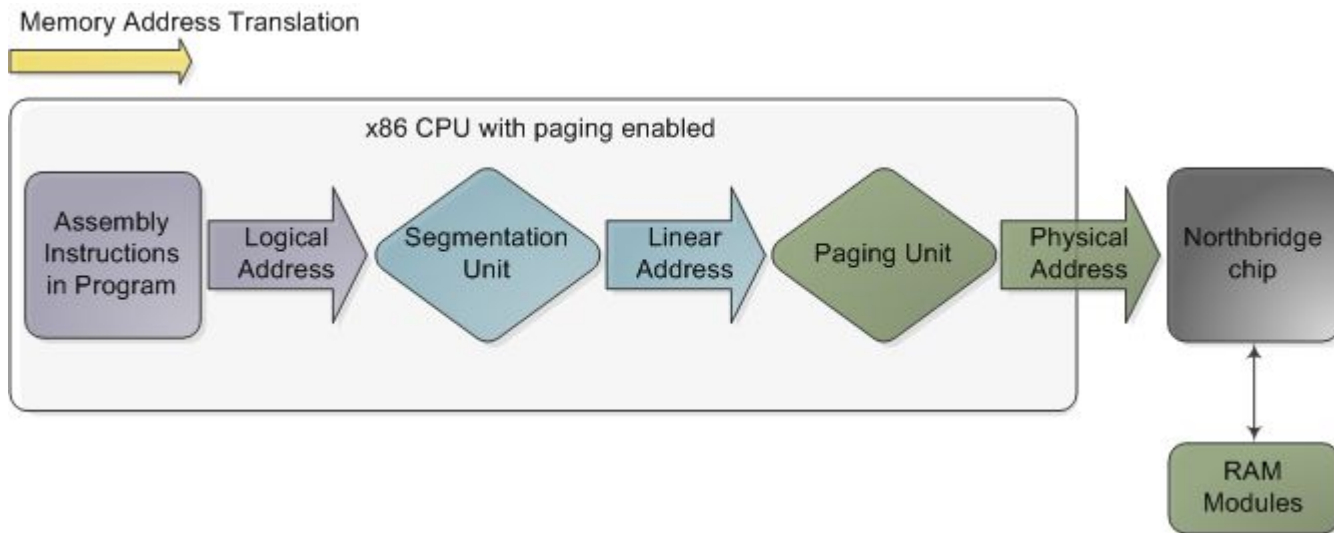 Memory Address Translation
x86 CPU with paging enabled
Assembly
Instructions
in Program
Logical
Address
Segmentation
Unit
Linear
Address
Paging Unit
Physical
Address
Northbridge
chip
RAM
Modules